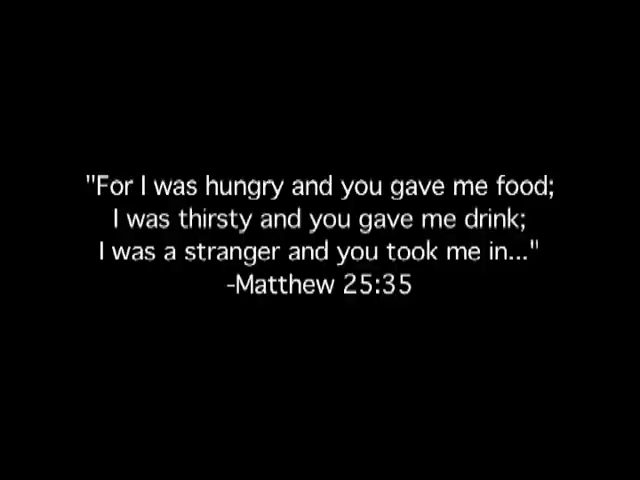 "For I was hungry and you gave me food;
I was thirsty and you gave me drink;
I was a stranger and you took me in..."
-Matthew 25:35